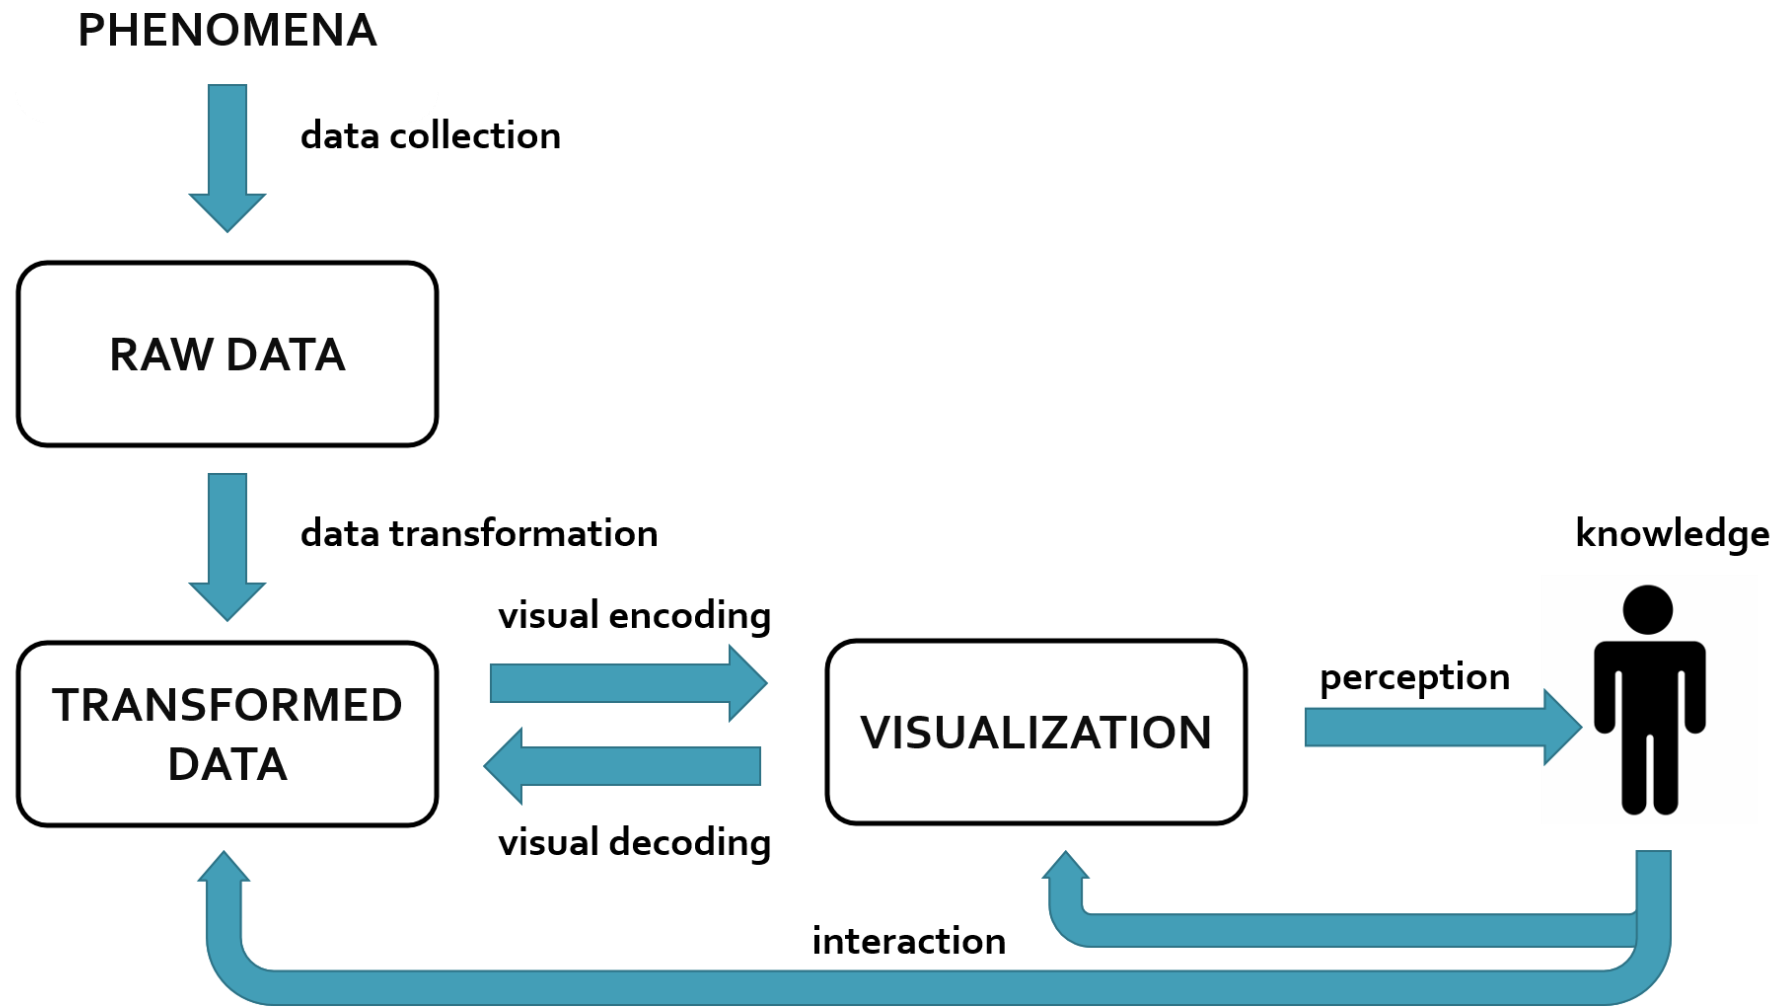 PHENOMENA
data collection
RAW DATA
data transformation
knowledge
visual encoding
perception
TRANSFORMED
DATA
VISUALIZATION
visual decoding
interaction